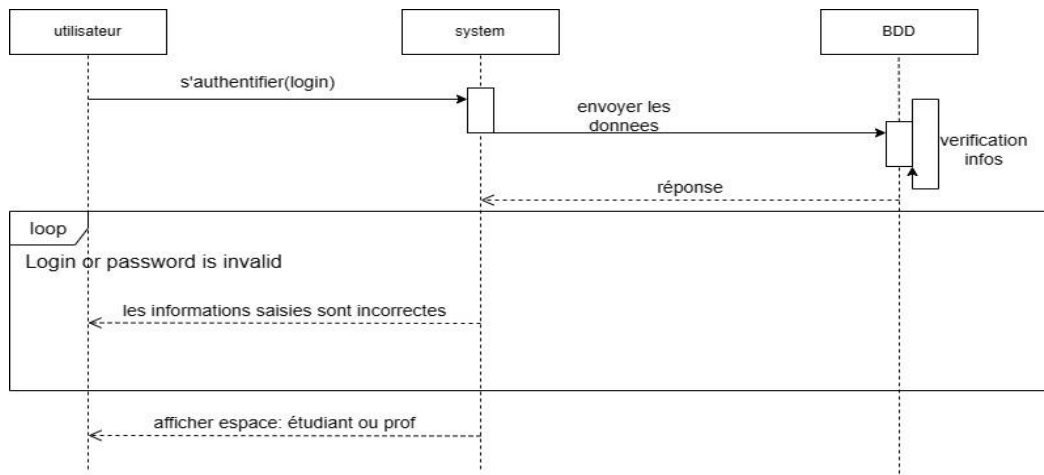 utilisateur
system
BDD
s'authentifier(login)
envoyer les
donnees
verification
infos
réponse
loop
Login or password is invalid
les informations saisies sont incorrectes
afficher espace: étudiant ou prof